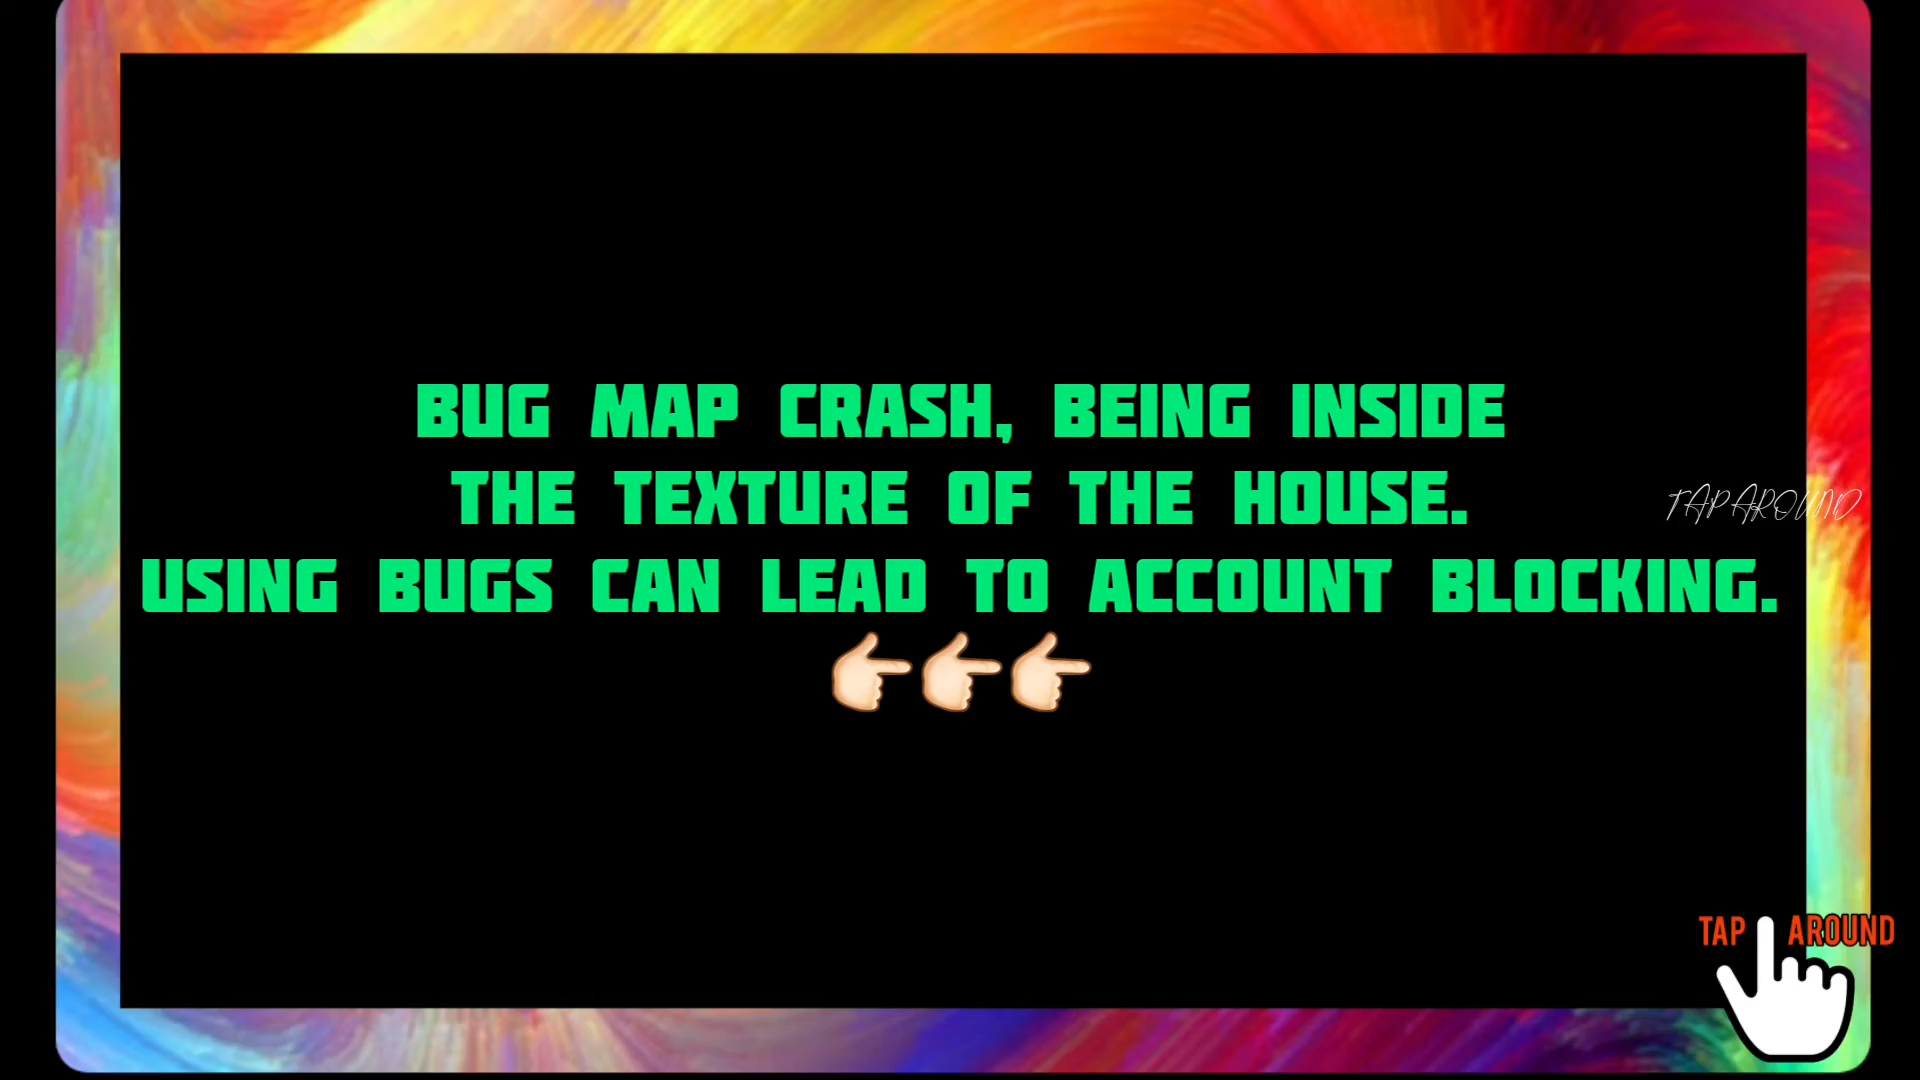 BUG MAP CRASH, BEING INSIDE
THE TEXTURE OF THE HOUSE.
TAPAROUND
USING BUGS CAN LEAD TO ACCOUNT BLOCKING.
👉🏻👉🏻👉🏻
TAP AROUND